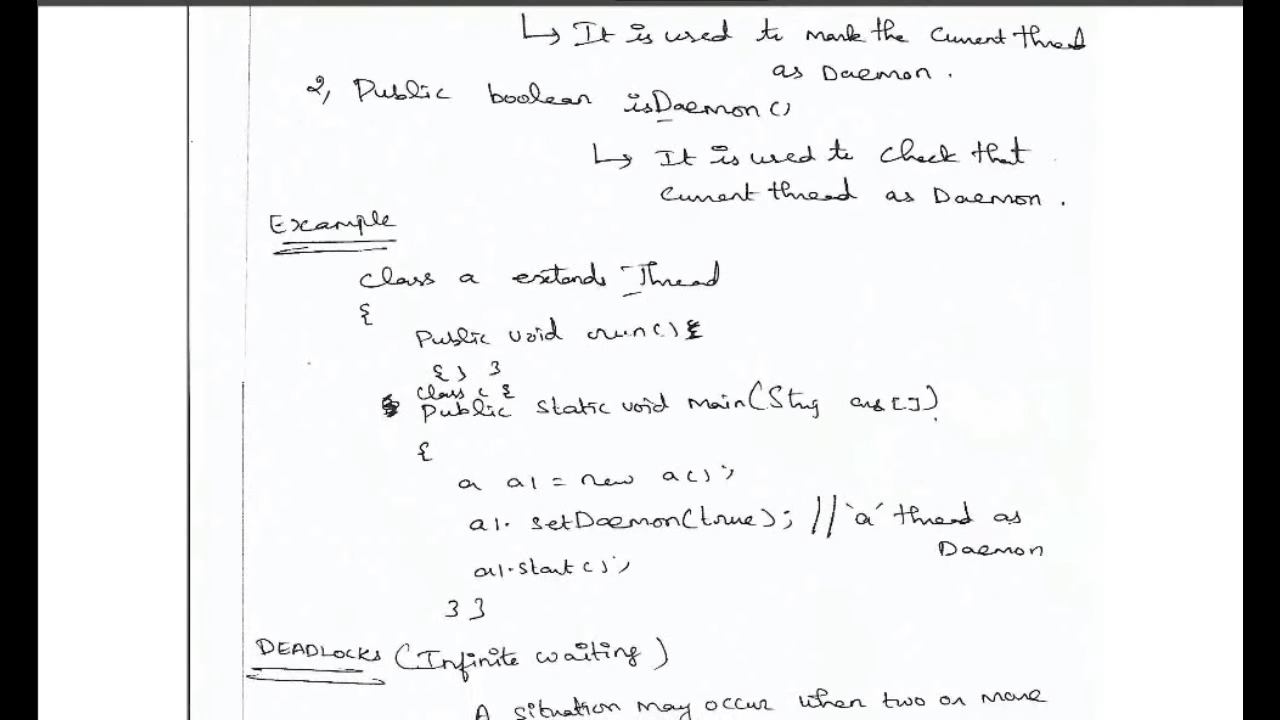 ↳ It is used to mark the current thread
as Daemon.
2, Public boolean isDaemon()
↳ It is used to check that
current thread as Daemon.
Example
class a extends Thread
{
Public void run() {
{ } }
class c {
Public static void main(String args[])
{
a a1 = new a();
a1. setDaemon(true); // 'a' thread as
Daemon
a1.start();
} }
DEADLOCKS (Infinite waiting)
A situation may occur when two or more